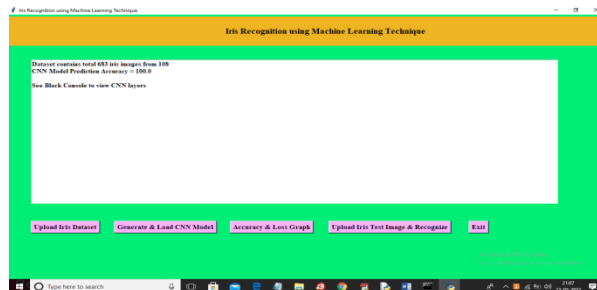 Iris Recognition using Machine Learning Technique
Iris Recognition using Machine Learning Technique
Dataset contains total 683 iris images from 108
CNN Model Prediction Accuracy = 100.0
See Black Console to view CNN layers
Upload Iris Dataset Generate & Load CNN Model Accuracy & Loss Graph Upload Iris Test Image & Recognize Exit
Type here to search 21:07